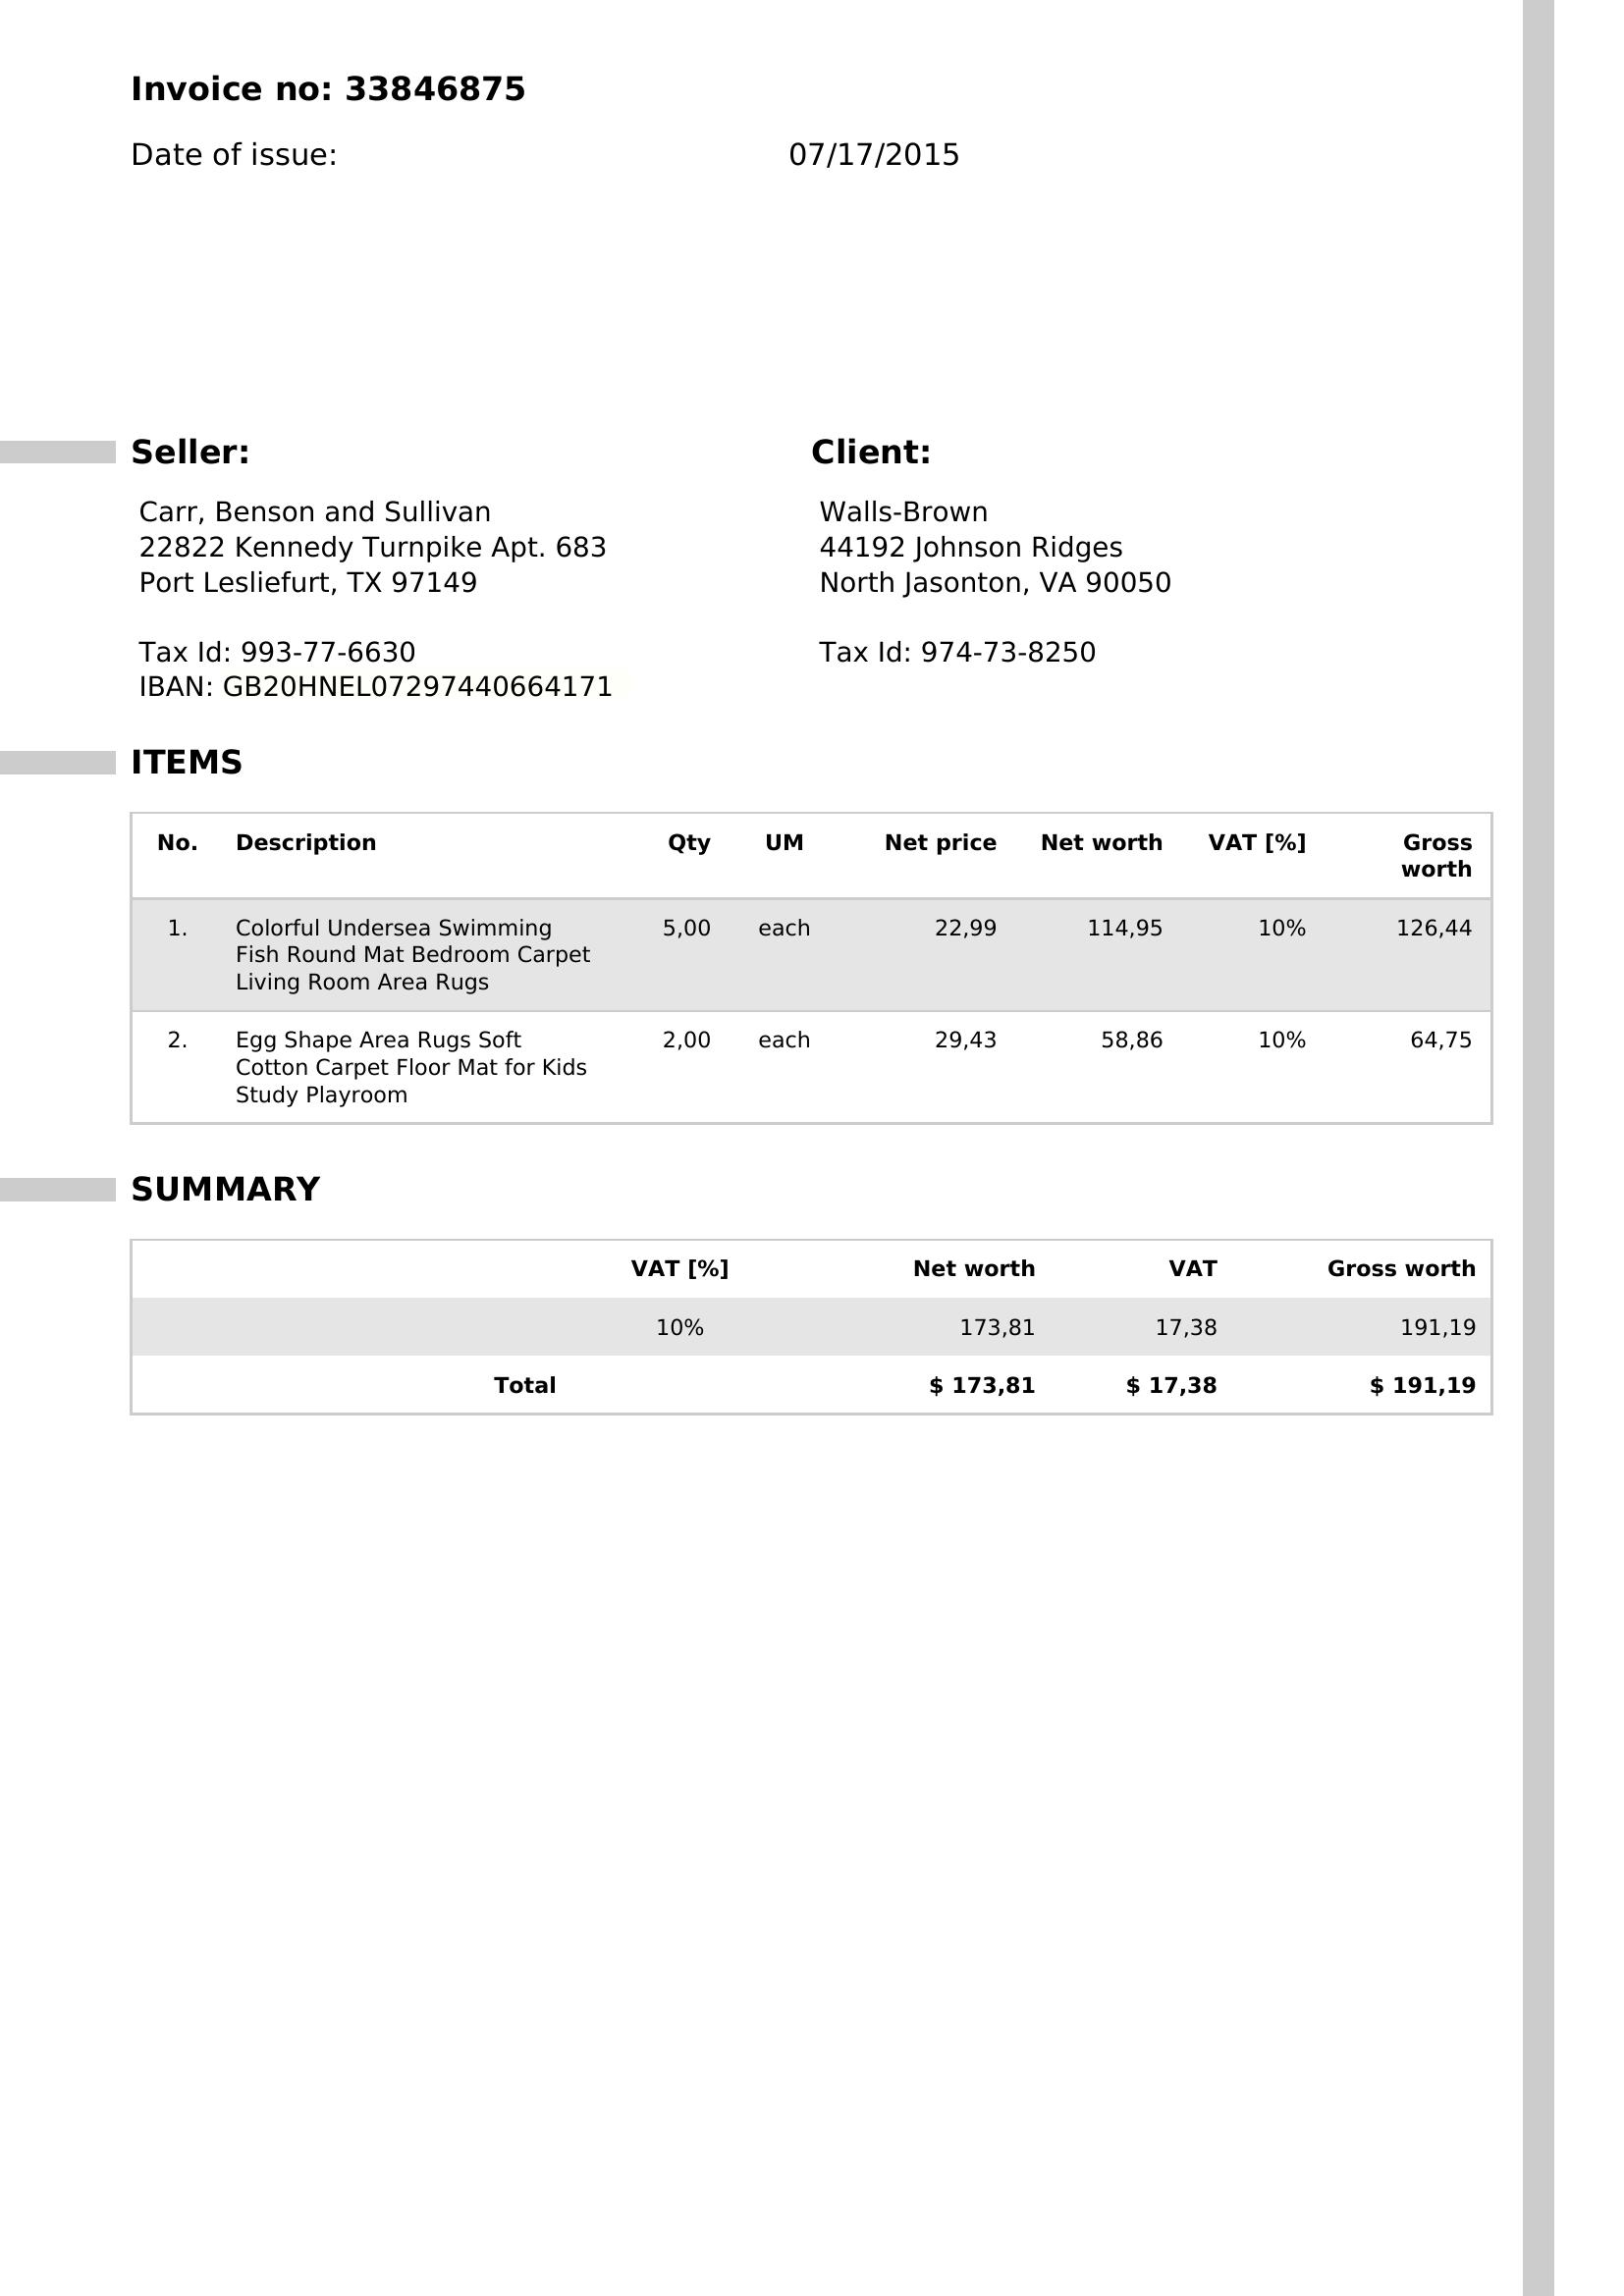 Invoice no: 33846875
Date of issue: 07/17/2015
Seller:
Carr, Benson and Sullivan
22822 Kennedy Turnpike Apt. 683
Port Lesliefurt, TX 97149
Tax Id: 993-77-6630
IBAN: GB20HNEL07297440664171
Client:
Walls-Brown
44192 Johnson Ridges
North Jasonton, VA 90050
Tax Id: 974-73-8250
ITEMS
No. Description Qty UM Net price Net worth VAT [%] Gross
worth
1. Colorful Undersea Swimming 5,00 each 22,99 114,95 10% 126,44
Fish Round Mat Bedroom Carpet
Living Room Area Rugs
2. Egg Shape Area Rugs Soft 2,00 each 29,43 58,86 10% 64,75
Cotton Carpet Floor Mat for Kids
Study Playroom
SUMMARY
VAT [%] Net worth VAT Gross worth
10% 173,81 17,38 191,19
Total $ 173,81 $ 17,38 $ 191,19